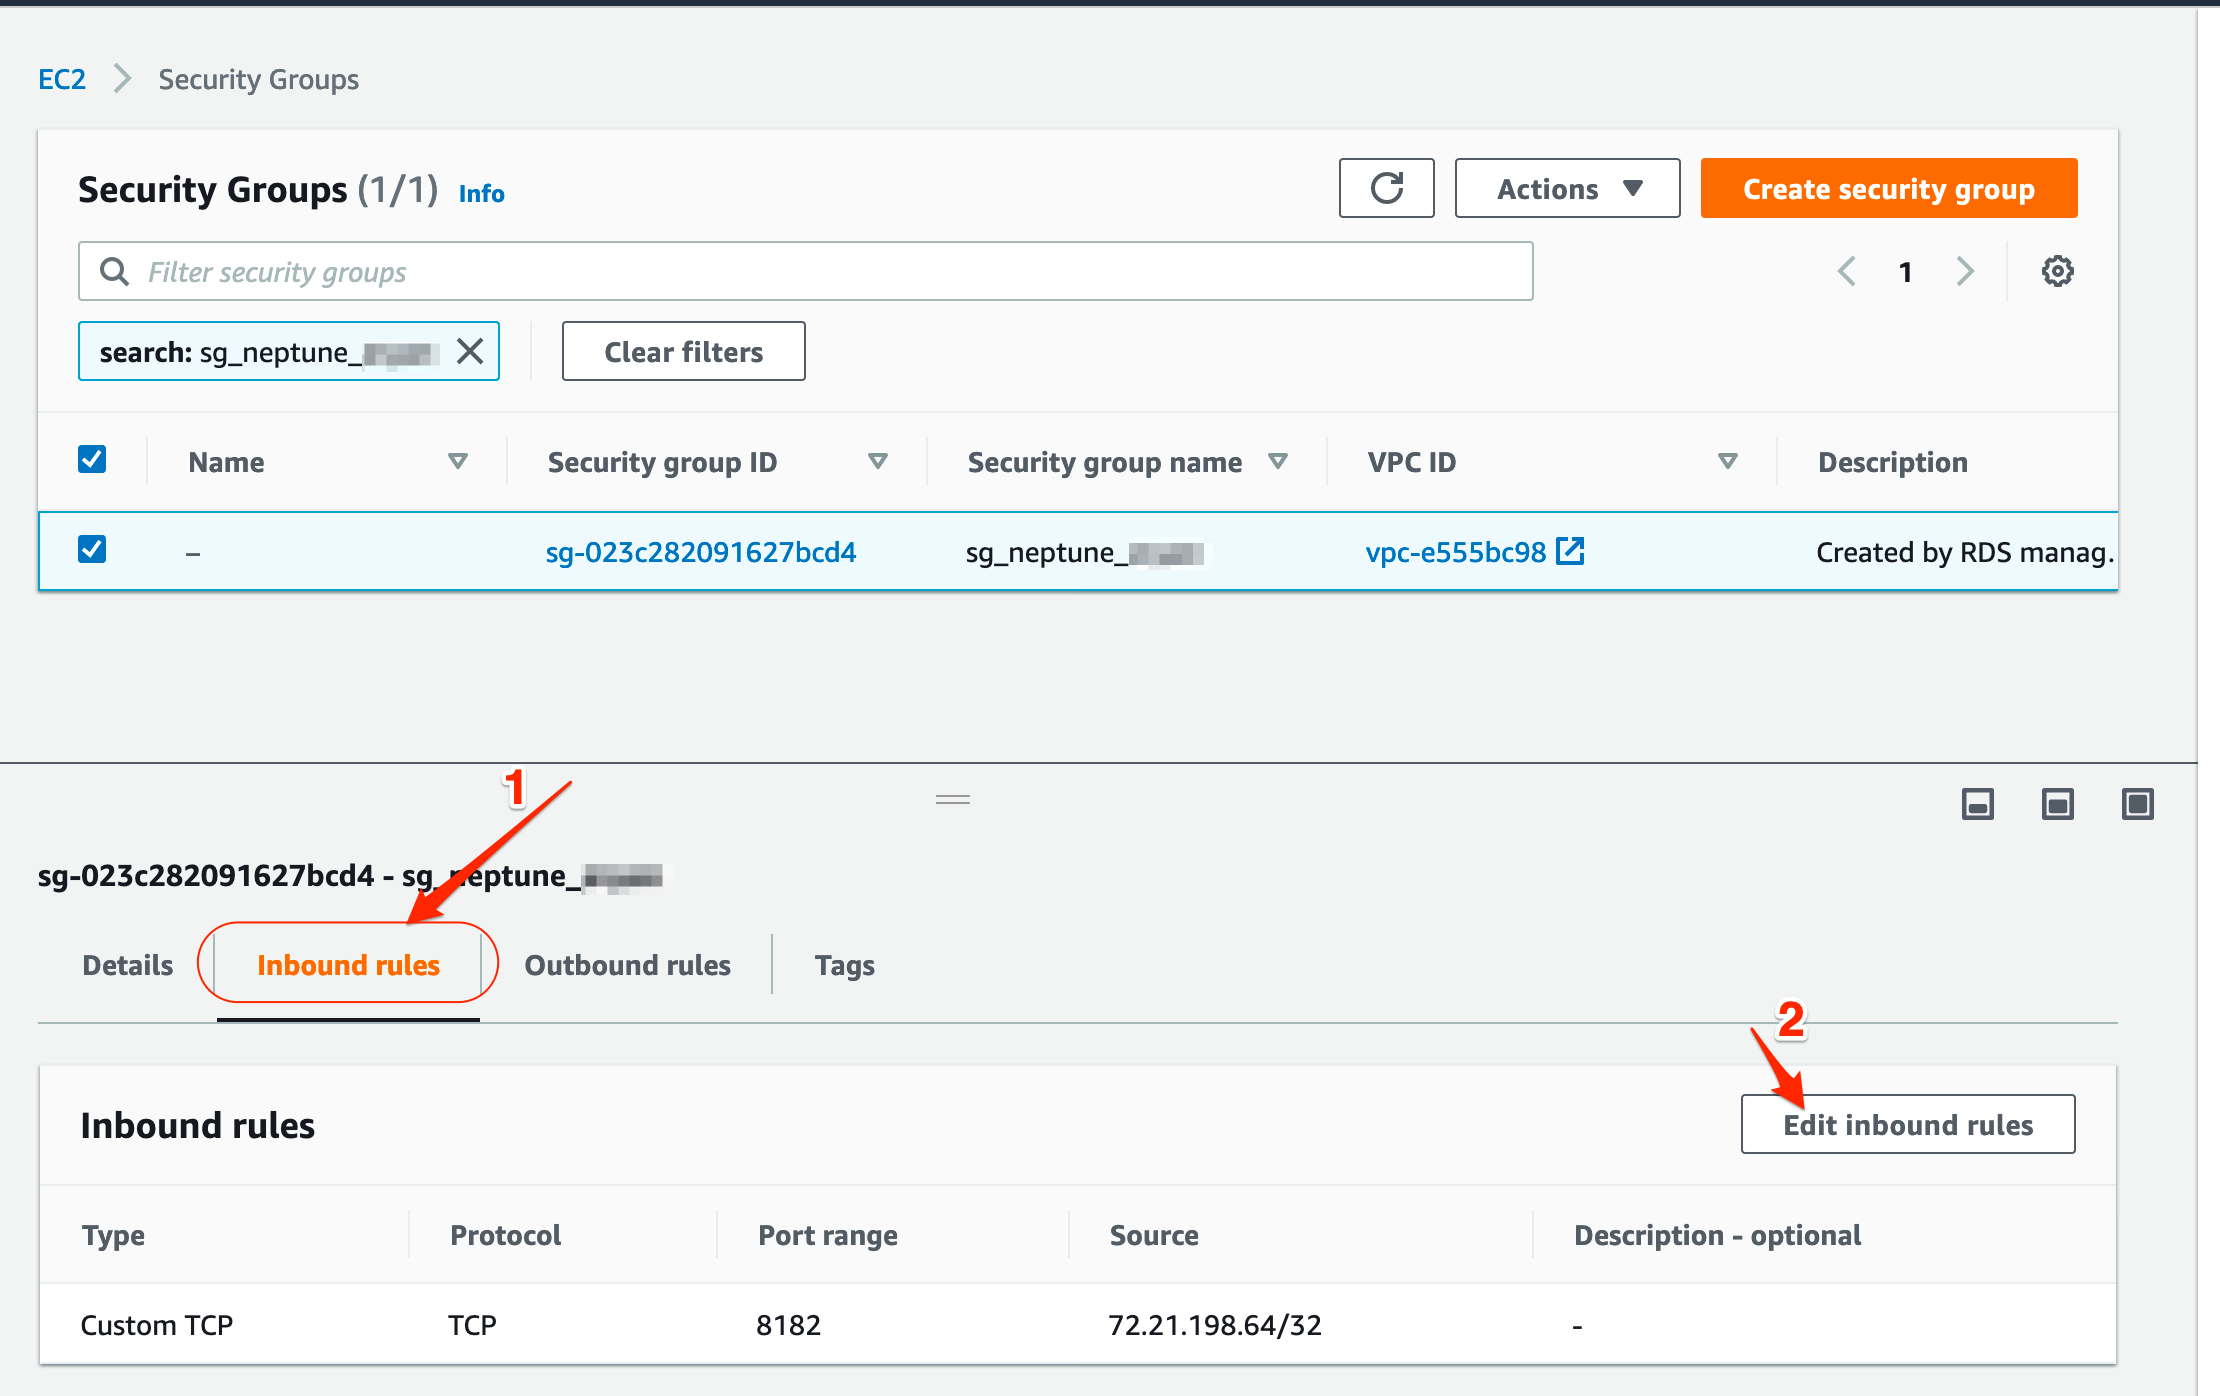 EC2 Security Groups
Security Groups (1/1) Info
Actions
Create security group
Filter security groups
1
search: sg_neptune_
Clear filters
Name Security group ID Security group name VPC ID Description
– sg-023c282091627bcd4 sg_neptune_ vpc-e555bc98 Created by RDS manag.
1
sg-023c282091627bcd4 - sg_neptune_
Details Inbound rules Outbound rules Tags
2
Inbound rules
Edit inbound rules
Type Protocol Port range Source Description - optional
Custom TCP TCP 8182 72.21.198.64/32 -